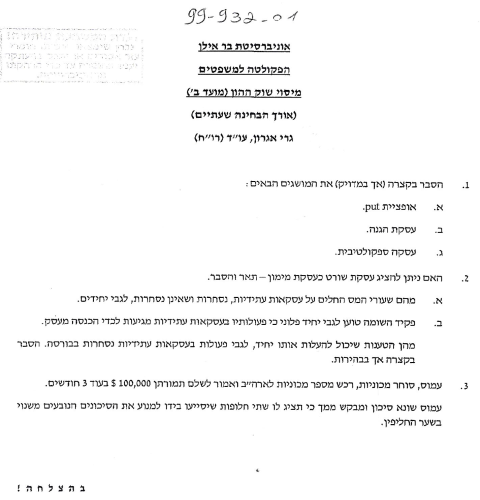 99-932-01
אוניברסיטת בר אילן
הפקולטה למשפטים
מיסוי שוק ההון (מועד ב')
(אורך הבחינה שעתיים)
גרי אגרון, עו"ד (רו"ח)
1. הסבר בקצרה (אך במדויק) את המושגים הבאים:
א. אופציית put.
ב. עסקת הגנה.
ג. עסקה ספקולטיבית.
2. האם ניתן להציג עסקת שורט כעסקת מימון – תאר והסבר.
א. מהם שעורי המס החלים על עסקאות עתידיות, נסחרות ושאינן נסחרות, לגבי יחידים.
ב. פקיד השומה טוען לגבי יחיד פלוני כי פעולותיו בעסקאות עתידיות מגיעות לכדי הכנסה מעסק.
מהן הטענות שיכול להעלות אותו יחיד, לגבי פעולות בעסקאות עתידיות נסחרות בבורסה. הסבר
בקצרה אך בבהירות.
3. עמוס, סוחר מכוניות, רכש מספר מכוניות לארה"ב ואמור לשלם תמורתן 100,000 $ בעוד 3 חודשים.
עמוס שונא סיכון ומבקש ממך כי תציג לו שתי חלופות שיסייעו בידו למנוע את הסיכונים הנובעים משנוי
בשער החליפין.
בהצלחה!